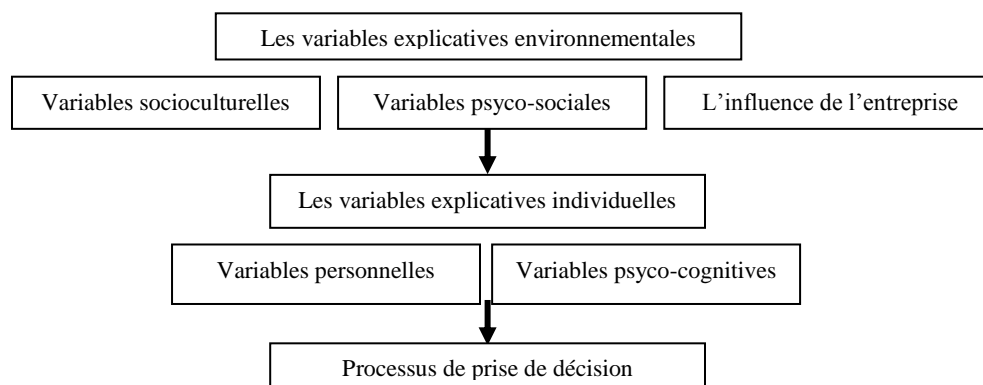 Les variables explicatives environnementales
Variables socioculturelles
Variables psyco-sociales
L’influence de l’entreprise
Les variables explicatives individuelles
Variables personnelles
Variables psyco-cognitives
Processus de prise de décision